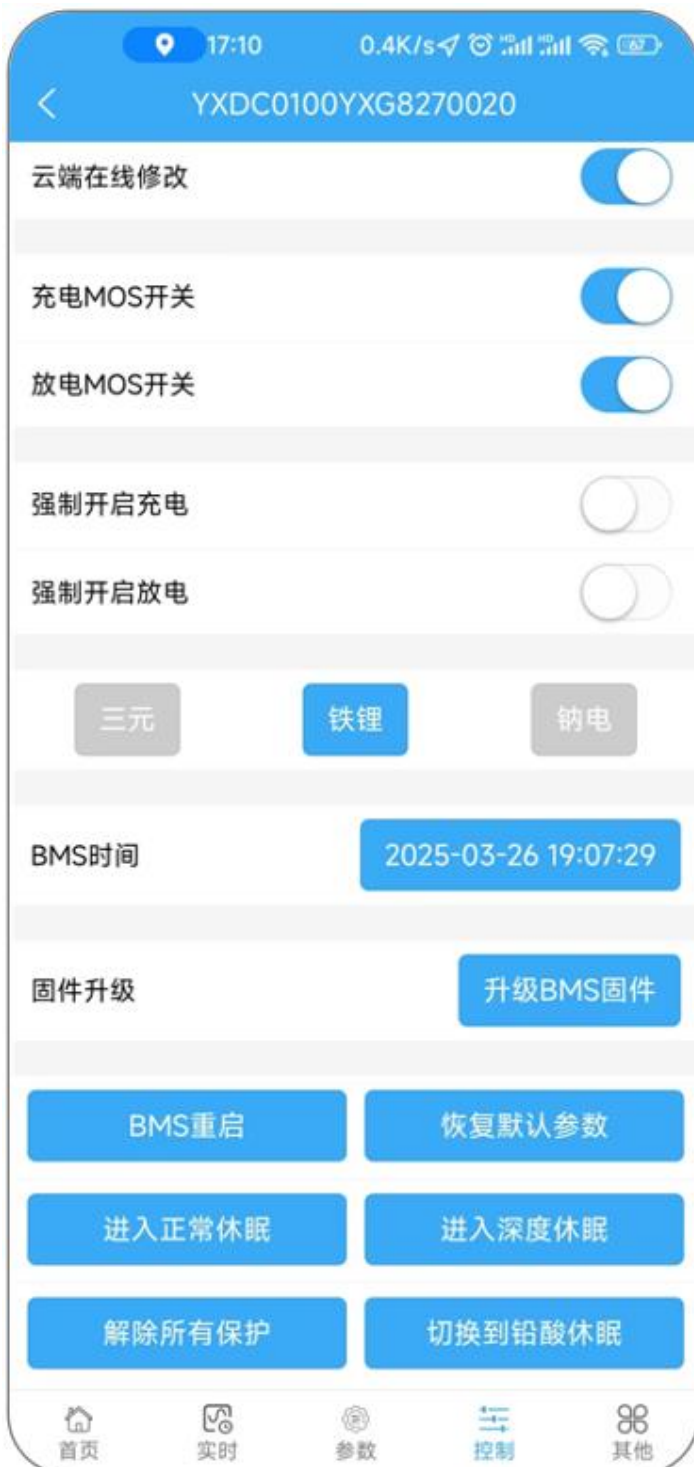 17:10 0.4K/s HD HD 67
YXDC0100YXG8270020
云端在线修改
充电MOS开关
放电MOS开关
强制开启充电
强制开启放电
三元 铁锂 钠电
BMS时间 2025-03-26 19:07:29
固件升级 升级BMS固件
BMS重启 恢复默认参数
进入正常休眠 进入深度休眠
解除所有保护 切换到铅酸休眠
首页 实时 参数 控制 其他